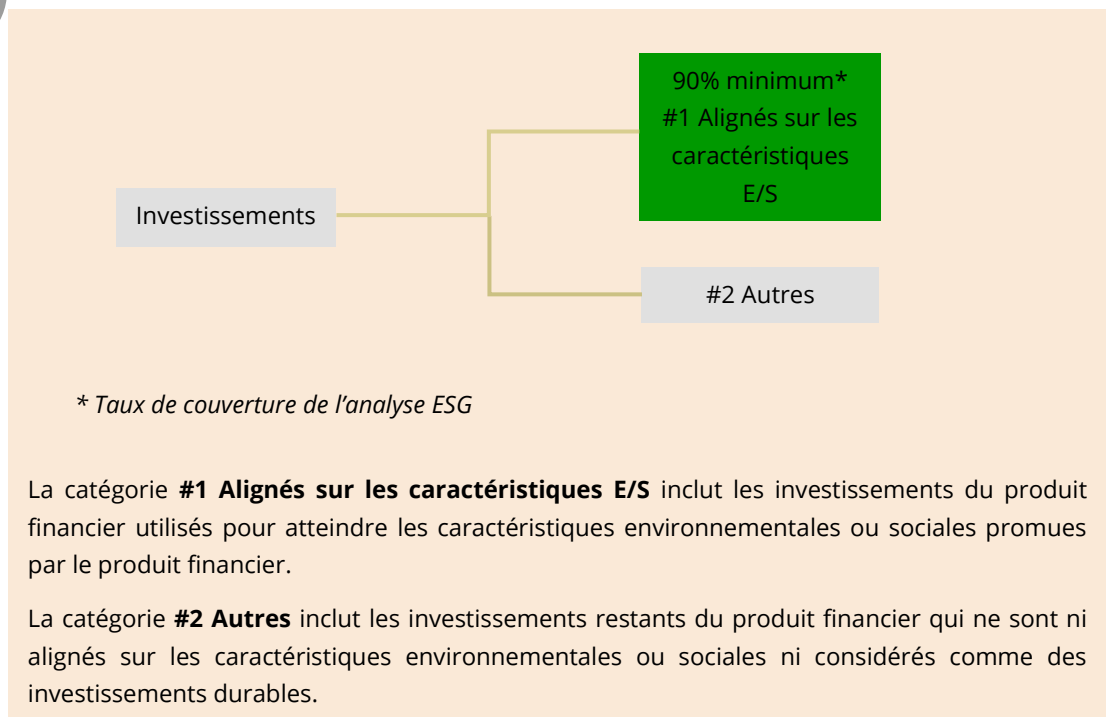 90% minimum*
#1 Alignés sur les
caractéristiques
E/S
Investissements
#2 Autres
* Taux de couverture de l’analyse ESG
La catégorie #1 Alignés sur les caractéristiques E/S inclut les investissements du produit
financier utilisés pour atteindre les caractéristiques environnementales ou sociales promues
par le produit financier.
La catégorie #2 Autres inclut les investissements restants du produit financier qui ne sont ni
alignés sur les caractéristiques environnementales ou sociales ni considérés comme des
investissements durables.